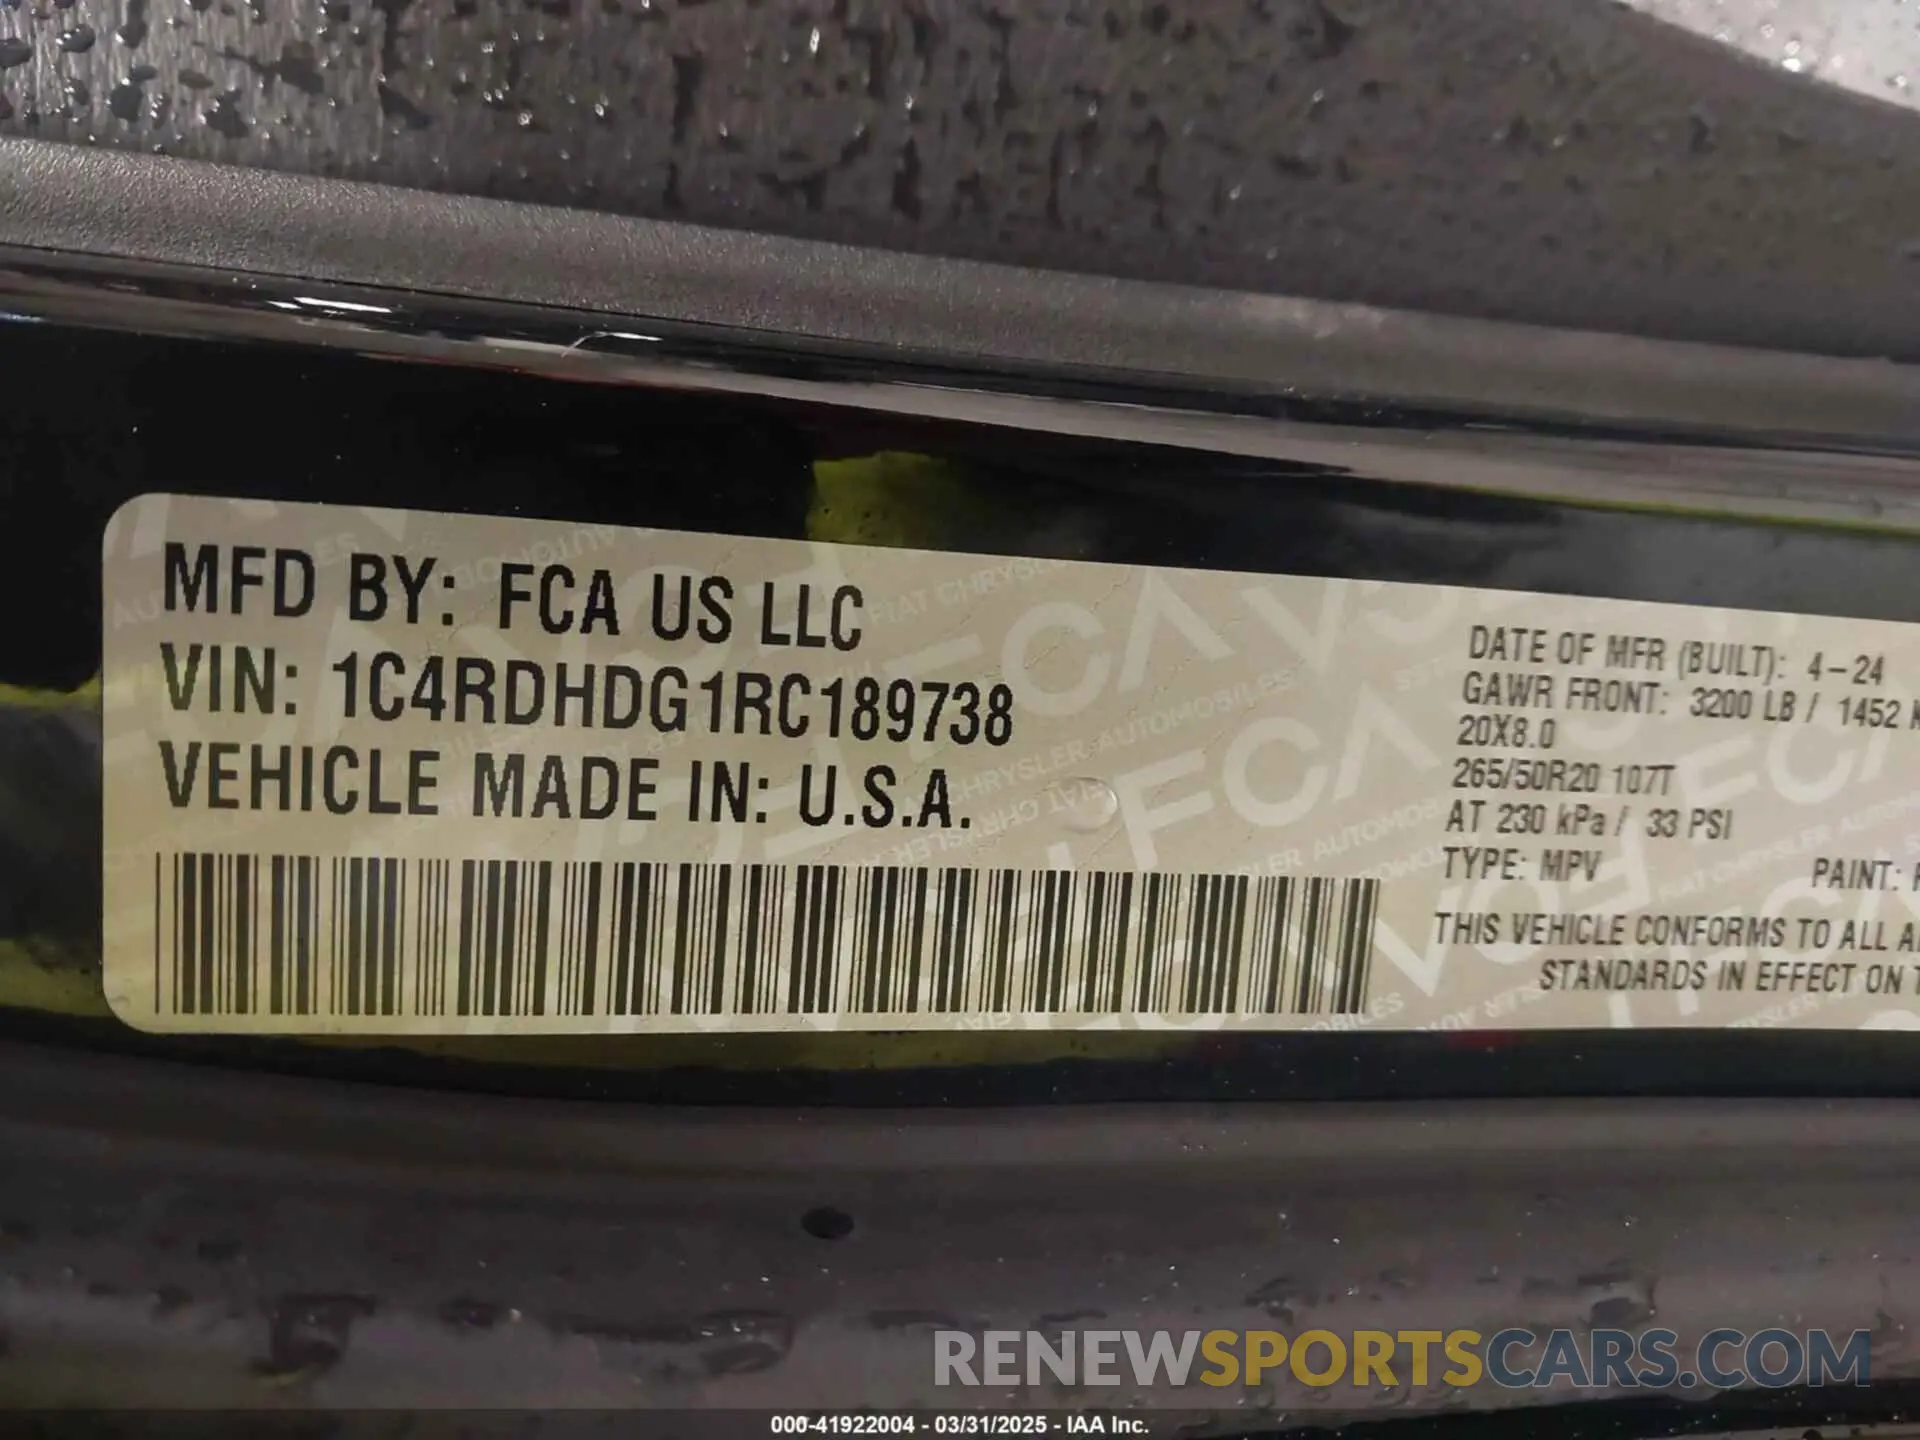 MFD BY: FCA US LLC
VIN: 1C4RDHDG1RC189738
VEHICLE MADE IN: U.S.A.
DATE OF MFR (BUILT): 4-24
GAWR FRONT: 3200 LB / 1452
20X8.0
265/50R20 107T
AT 230 kPa / 33 PSI
TYPE: MPV PAINT:
THIS VEHICLE CONFORMS TO ALL
STANDARDS IN EFFECT ON
RENEWSPORTSCARS.COM
000-41922004 - 03/31/2025 - IAA Inc.